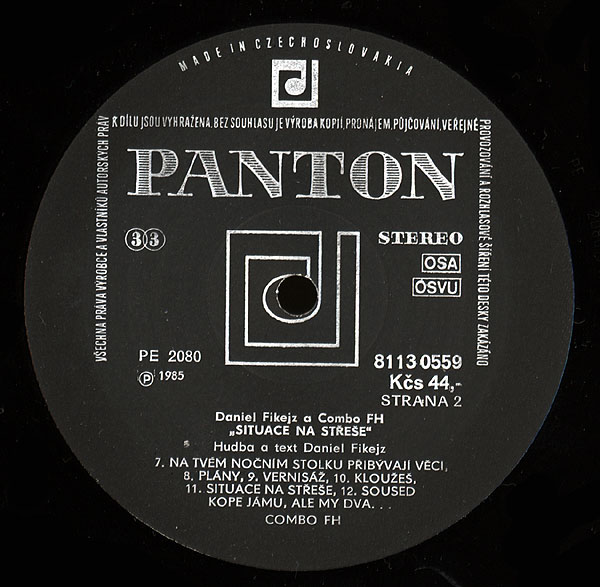 MADE IN CZECHOSLOVAKIA
VŠECHNA PRÁVA VÝROBCE A VLASTNÍKŮ AUTORSKÝCH PRÁV
K DÍLU JSOU VYHRAŽENA. BEZ SOUHLASU JE VÝROBA KOPIÍ, PRONÁJEM, PŮJČOVÁNÍ, VEŘEJNÉ
PROVOZOVÁNÍ A ROZHLASOVÉ ŠÍŘENÍ TÉTO DESKY ZAKÁZÁNO
PANTON
33
STEREO
OSA
OSVU
PE 2080
Ⓟ 1985
8113 0559
Kčs 44,-
STRANA 2
Daniel Fikejz a Combo FH
„SITUACE NA STŘEŠE"
Hudba a text Daniel Fikejz
7. NA TVÉM NOČNÍM STOLKU PŘIBÝVAJÍ VĚCI,
8. PLÁNY, 9. VERNISÁŽ, 10. KLOUŽEŠ,
11. SITUACE NA STŘEŠE, 12. SOUSED
KOPE JÁMU, ALE MY DVA...
COMBO FH